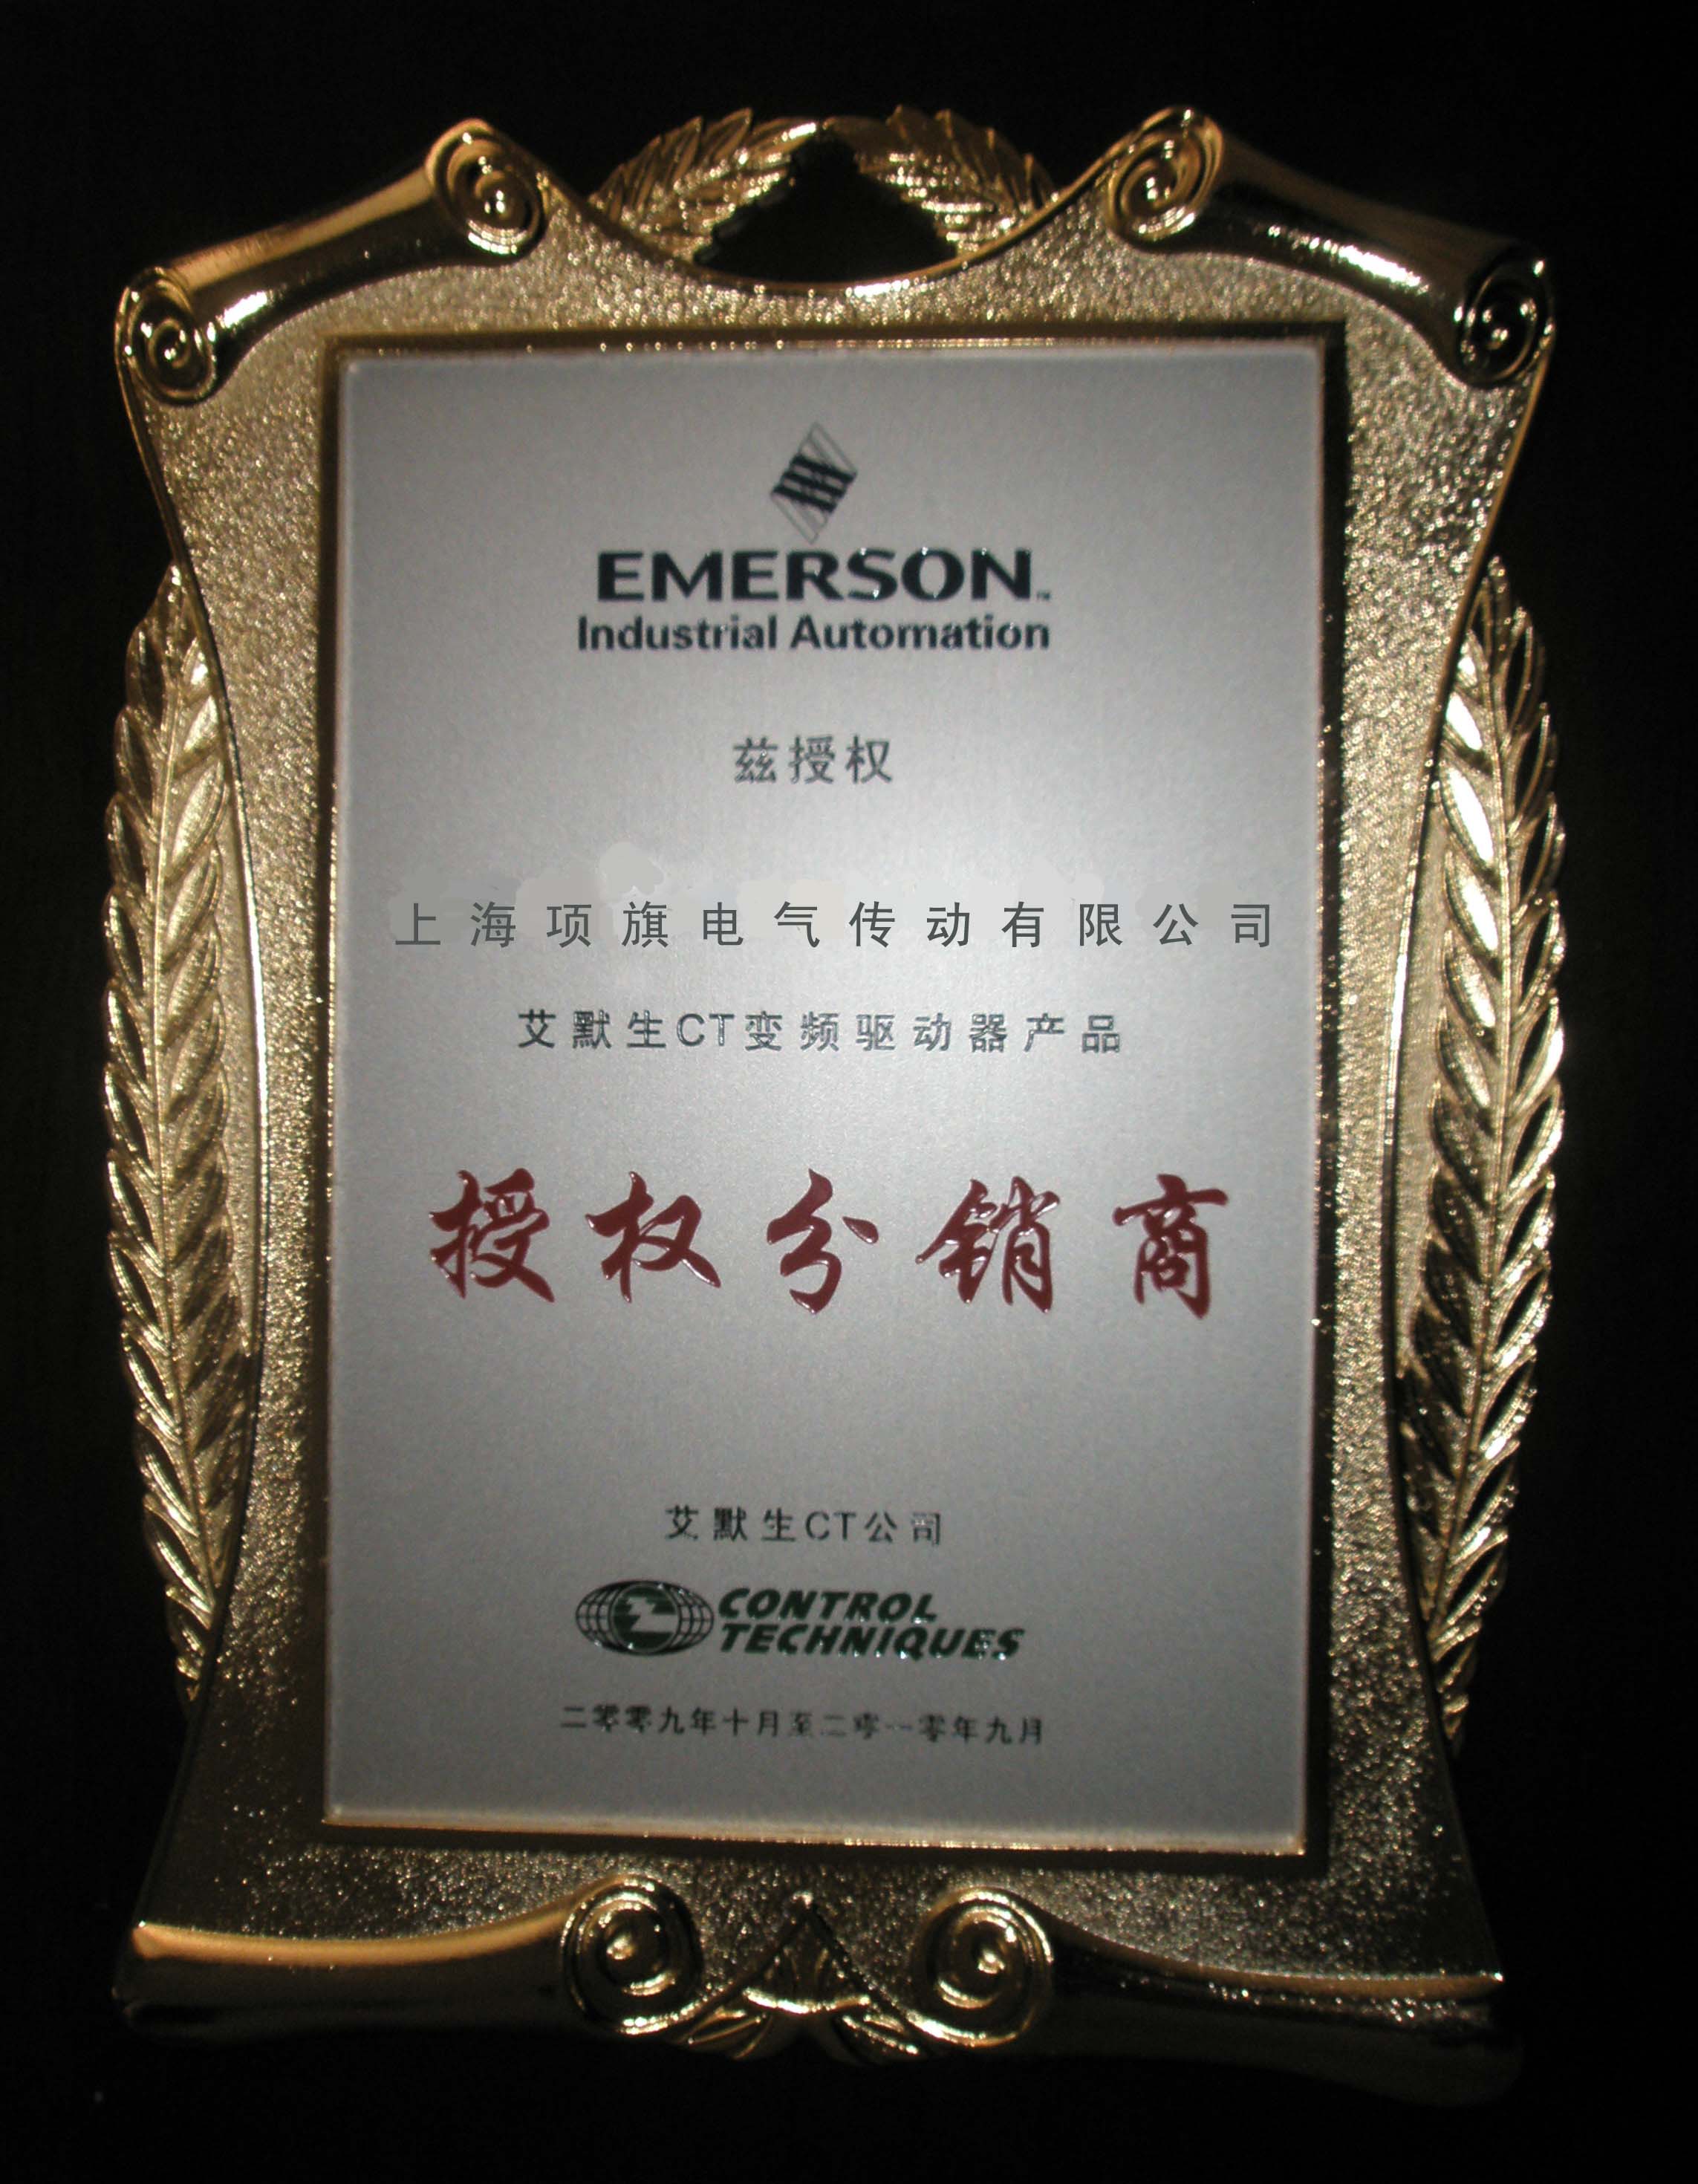 EMERSON™
Industrial Automation
兹授权
上海项旗电气传动有限公司
艾默生CT变频驱动器产品
授权分销商
艾默生CT公司
CONTROL
TECHNIQUES
二零零九年十月至二零一零年九月